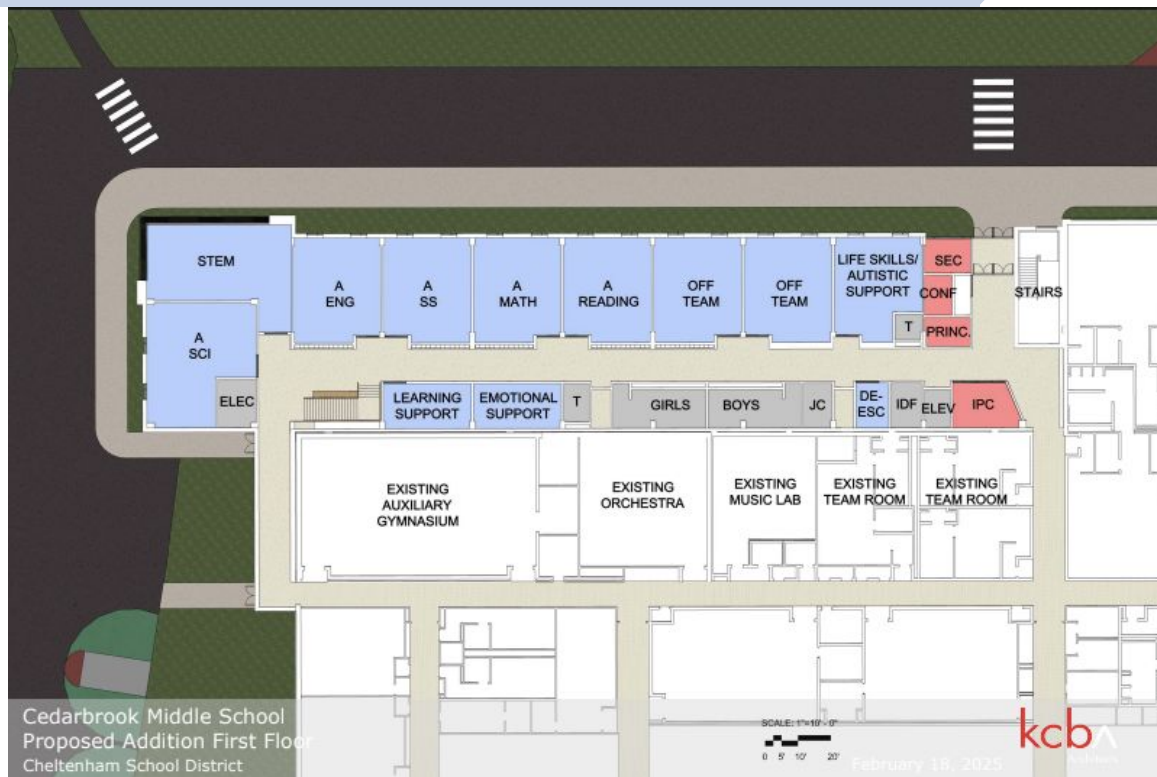 STEM
A
ENG
A
SS
A
MATH
A
READING
OFF
TEAM
OFF
TEAM
LIFE SKILLS/
AUTISTIC
SUPPORT
T
SEC
CONF
PRINC.
STAIRS
A
SCI
ELEC
LEARNING
SUPPORT
EMOTIONAL
SUPPORT
T
GIRLS
BOYS
JC
DE-
ESC
IDF
ELEV
IPC
EXISTING
AUXILIARY
GYMNASIUM
EXISTING
ORCHESTRA
EXISTING
MUSIC LAB
EXISTING
TEAM ROOM
EXISTING
TEAM ROOM
Cedarbrook Middle School
Proposed Addition First Floor
Cheltenham School District
SCALE: 1"=10'- 0"
0 5' 10' 20'
February 18, 2025
kcba
Architects